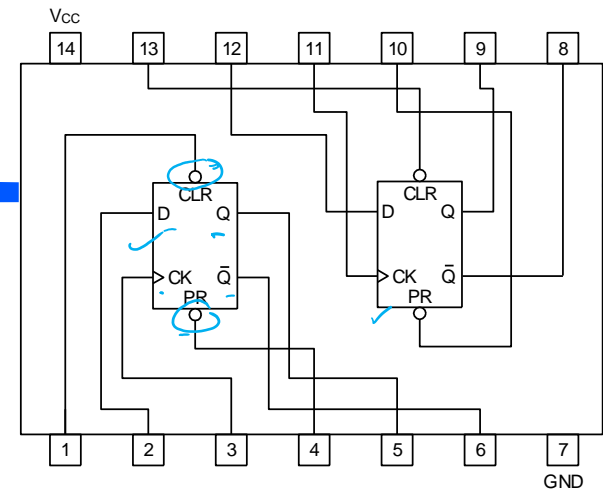 VCC
14 13 12 11 10 9 8
CLR CLR
D Q D Q
CK Q̄ CK Q̄
PR PR
1 2 3 4 5 6 7
GND